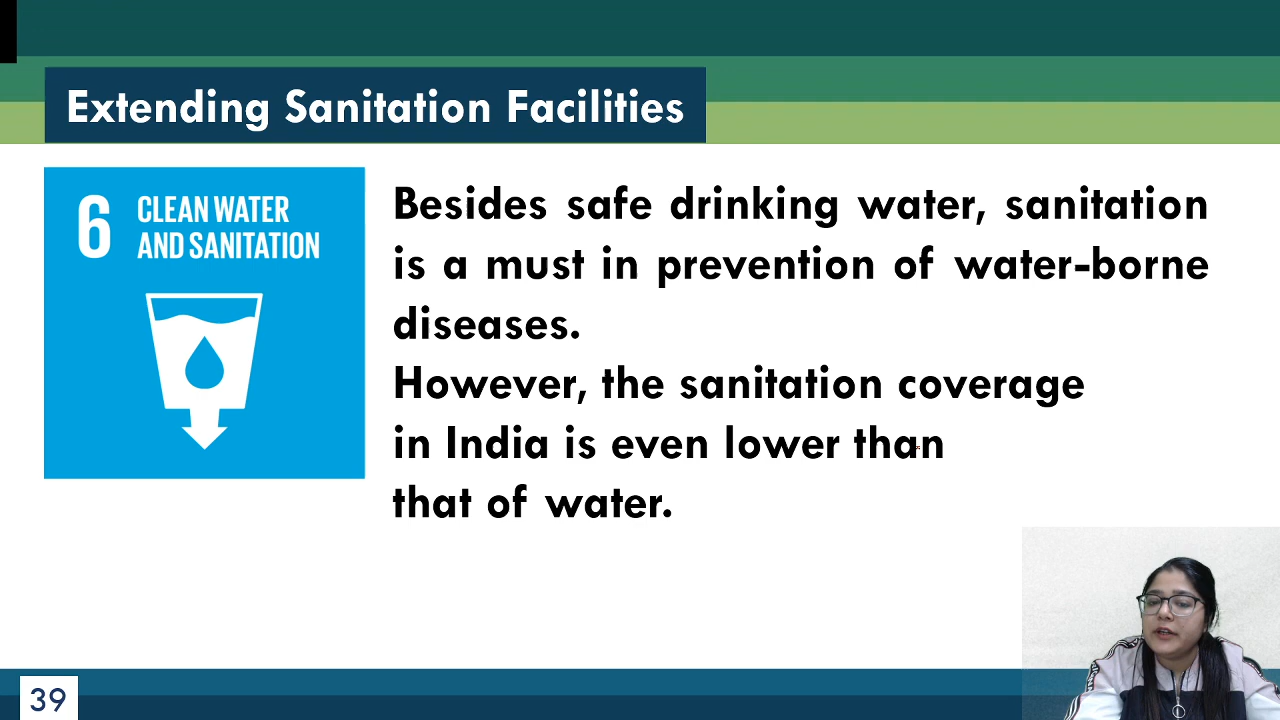 Extending Sanitation Facilities
6 CLEAN WATER
AND SANITATION
Besides safe drinking water, sanitation
is a must in prevention of water-borne
diseases.
However, the sanitation coverage
in India is even lower than
that of water.
39